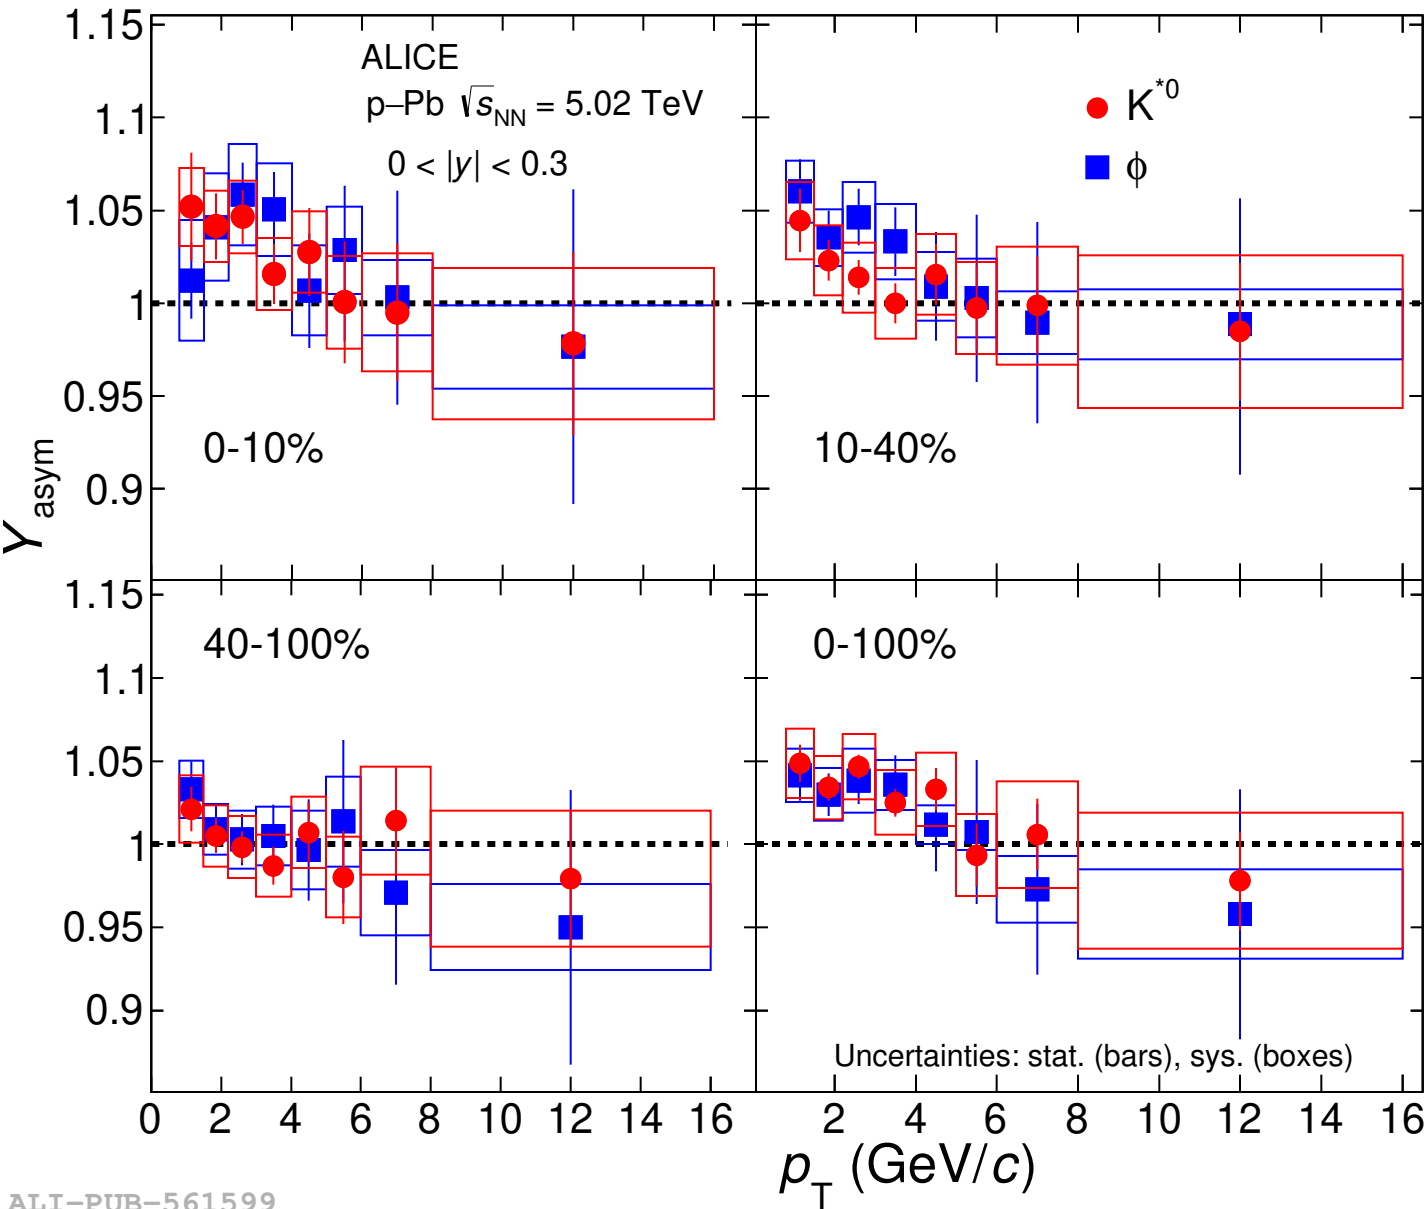 1.15
1.1
1.05
1
0.95
0.9
ALICE
p–Pb √sNN = 5.02 TeV
0 < |y| < 0.3
0-10%
K*0
ϕ
10-40%
Yasym
1.15
1.1
1.05
1
0.95
0.9
40-100%
0-100%
Uncertainties: stat. (bars), sys. (boxes)
0 2 4 6 8 10 12 14 16
2 4 6 8 10 12 14 16
pT (GeV/c)
ALI-PUB-561599